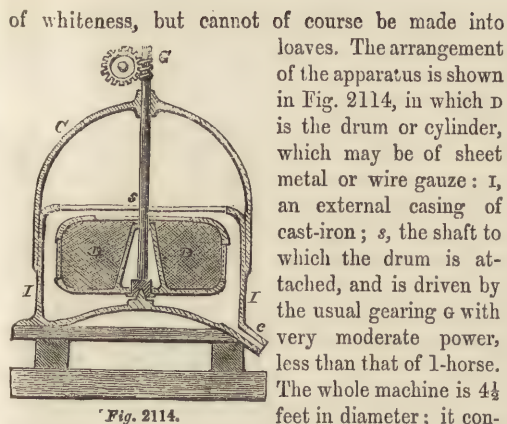 of whiteness, but cannot of course be made into
loaves. The arrangement
of the apparatus is shown
in Fig. 2114, in which D
is the drum or cylinder,
which may be of sheet
metal or wire gauze: I,
an external casing of
cast-iron; s, the shaft to
which the drum is at-
tached, and is driven by
the usual gearing G with
very moderate power,
less than that of 1-horse.
The whole machine is 4½
feet in diameter; it con-
G
C
s
D
D
I
I
e
Fig. 2114.